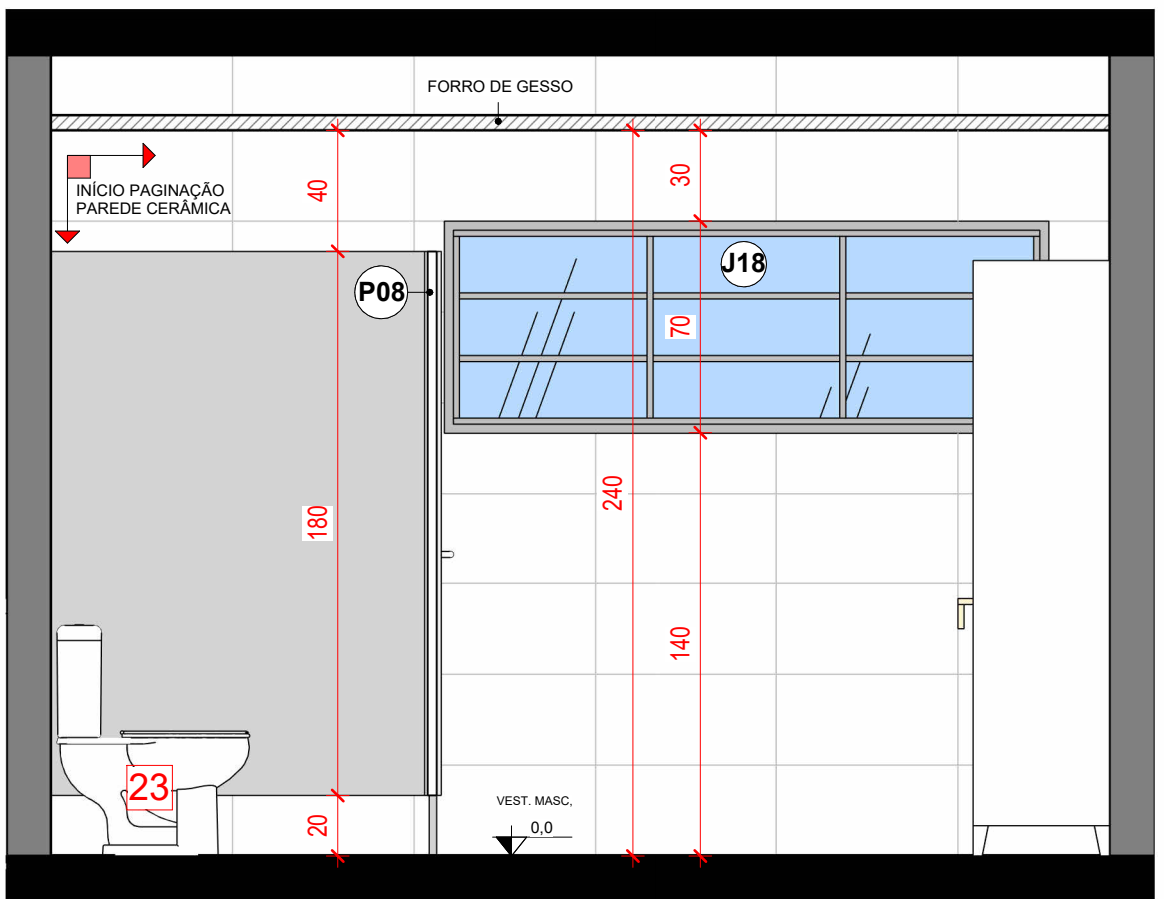 FORRO DE GESSO
INÍCIO PAGINAÇÃO
PAREDE CERÂMICA
40
30
P08
J18
70
180
240
140
23
20
VEST. MASC,
0,0